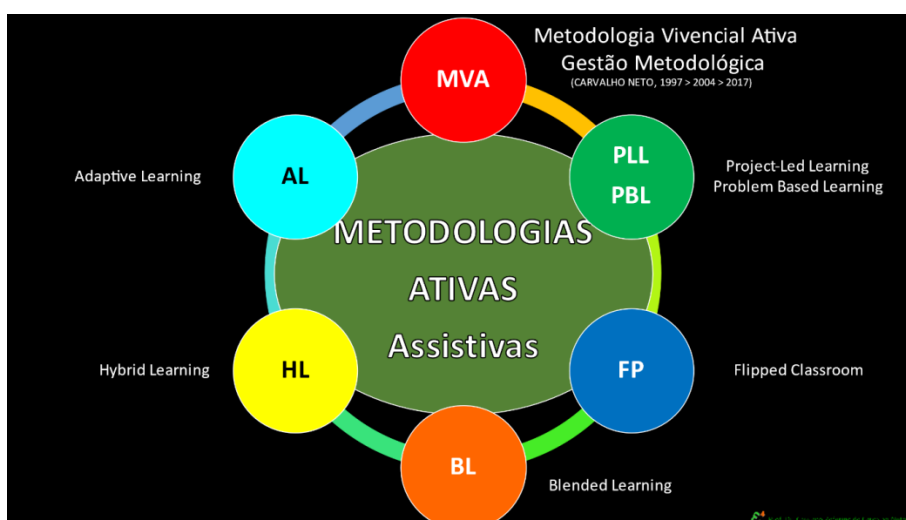 MVA
Metodologia Vivencial Ativa
Gestão Metodológica
(CARVALHO NETO, 1997 > 2004 > 2017)
PLL
PBL
Project-Led Learning
Problem Based Learning
AL
Adaptive Learning
METODOLOGIAS
ATIVAS
Assistivas
HL
Hybrid Learning
FP
Flipped Classroom
BL
Blended Learning